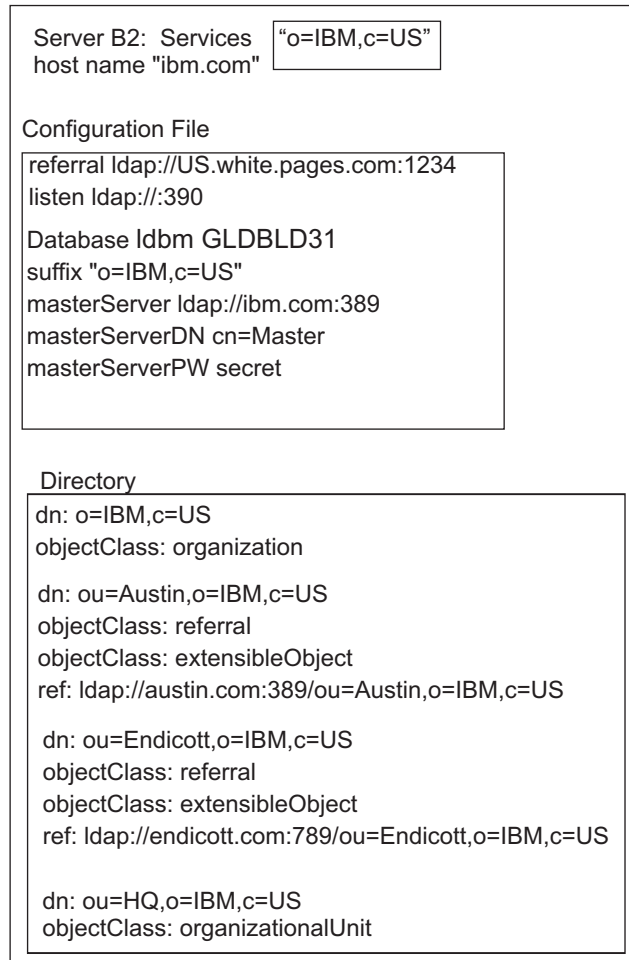 Server B2: Services “o=IBM,c=US”
host name "ibm.com"
Configuration File
referral ldap://US.white.pages.com:1234
listen ldap://:390
Database ldbm GLDBLD31
suffix "o=IBM,c=US"
masterServer ldap://ibm.com:389
masterServerDN cn=Master
masterServerPW secret
Directory
dn: o=IBM,c=US
objectClass: organization
dn: ou=Austin,o=IBM,c=US
objectClass: referral
objectClass: extensibleObject
ref: ldap://austin.com:389/ou=Austin,o=IBM,c=US
dn: ou=Endicott,o=IBM,c=US
objectClass: referral
objectClass: extensibleObject
ref: ldap://endicott.com:789/ou=Endicott,o=IBM,c=US
dn: ou=HQ,o=IBM,c=US
objectClass: organizationalUnit